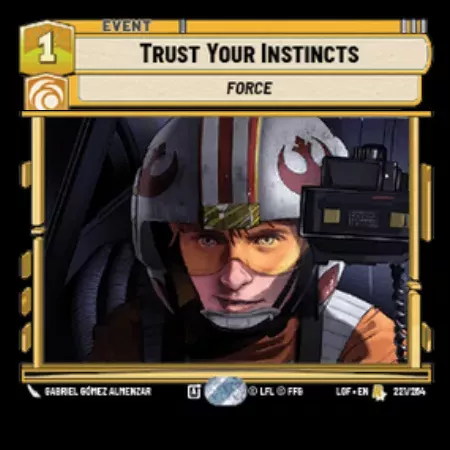 EVENT
1
TRUST YOUR INSTINCTS
FORCE
GABRIEL GÓMEZ ALMENZAR
A
© LFL © FFG
LOF • EN
R
221/264